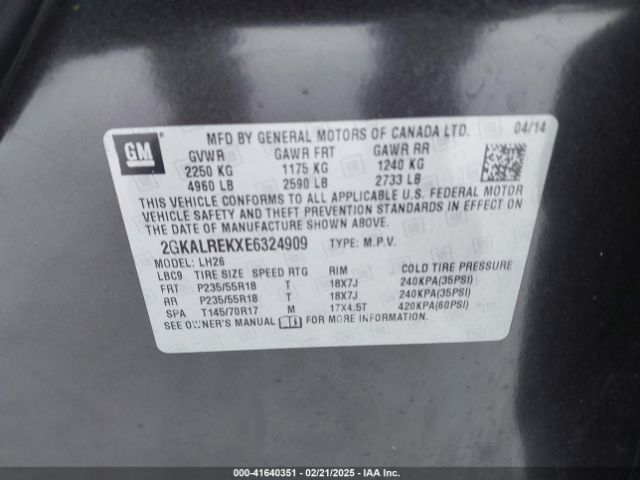 GM
MFD BY GENERAL MOTORS OF CANADA LTD. 04/14
GVWR GAWR FRT GAWR RR
2250 KG 1175 KG 1240 KG
4960 LB 2590 LB 2733 LB
THIS VEHICLE CONFORMS TO ALL APPLICABLE U.S. FEDERAL MOTOR
VEHICLE SAFETY AND THEFT PREVENTION STANDARDS IN EFFECT ON
THE DATE OF MANUFACTURE SHOWN ABOVE.
2GKALREKXE6324909 TYPE: M.P.V.
MODEL: LH26
LBC9 TIRE SIZE SPEED RTG RIM COLD TIRE PRESSURE
FRT P235/55R18 T 18X7J 240KPA(35PSI)
RR P235/55R18 T 18X7J 240KPA(35PSI)
SPA T145/70R17 M 17X4.5T 420KPA(60PSI)
SEE OWNER'S MANUAL FOR MORE INFORMATION.
000-41640351 / 02/21/2025 / IAA Inc.